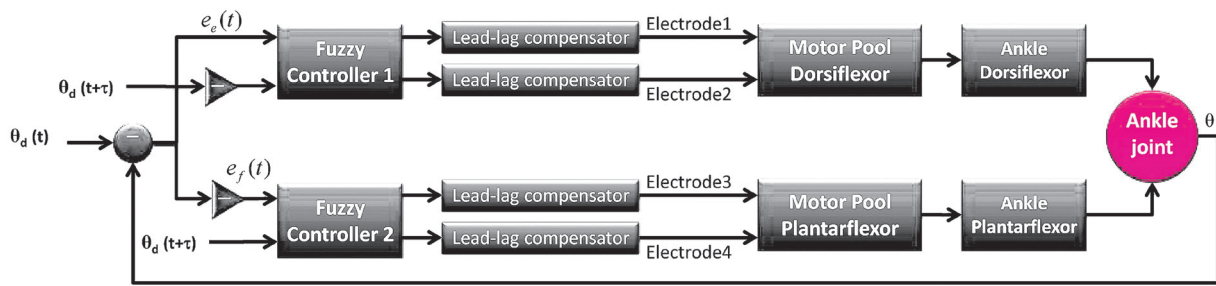 e_e(t)
Fuzzy
Controller 1
Lead-lag compensator
Electrode1
Lead-lag compensator
Electrode2
Motor Pool
Dorsiflexor
Ankle
Dorsiflexor
θ_d (t+τ)
−
θ_d (t)
−
Ankle
joint
θ
e_f(t)
−
Fuzzy
Controller 2
Lead-lag compensator
Electrode3
Lead-lag compensator
Electrode4
Motor Pool
Plantarflexor
Ankle
Plantarflexor
θ_d (t+τ)